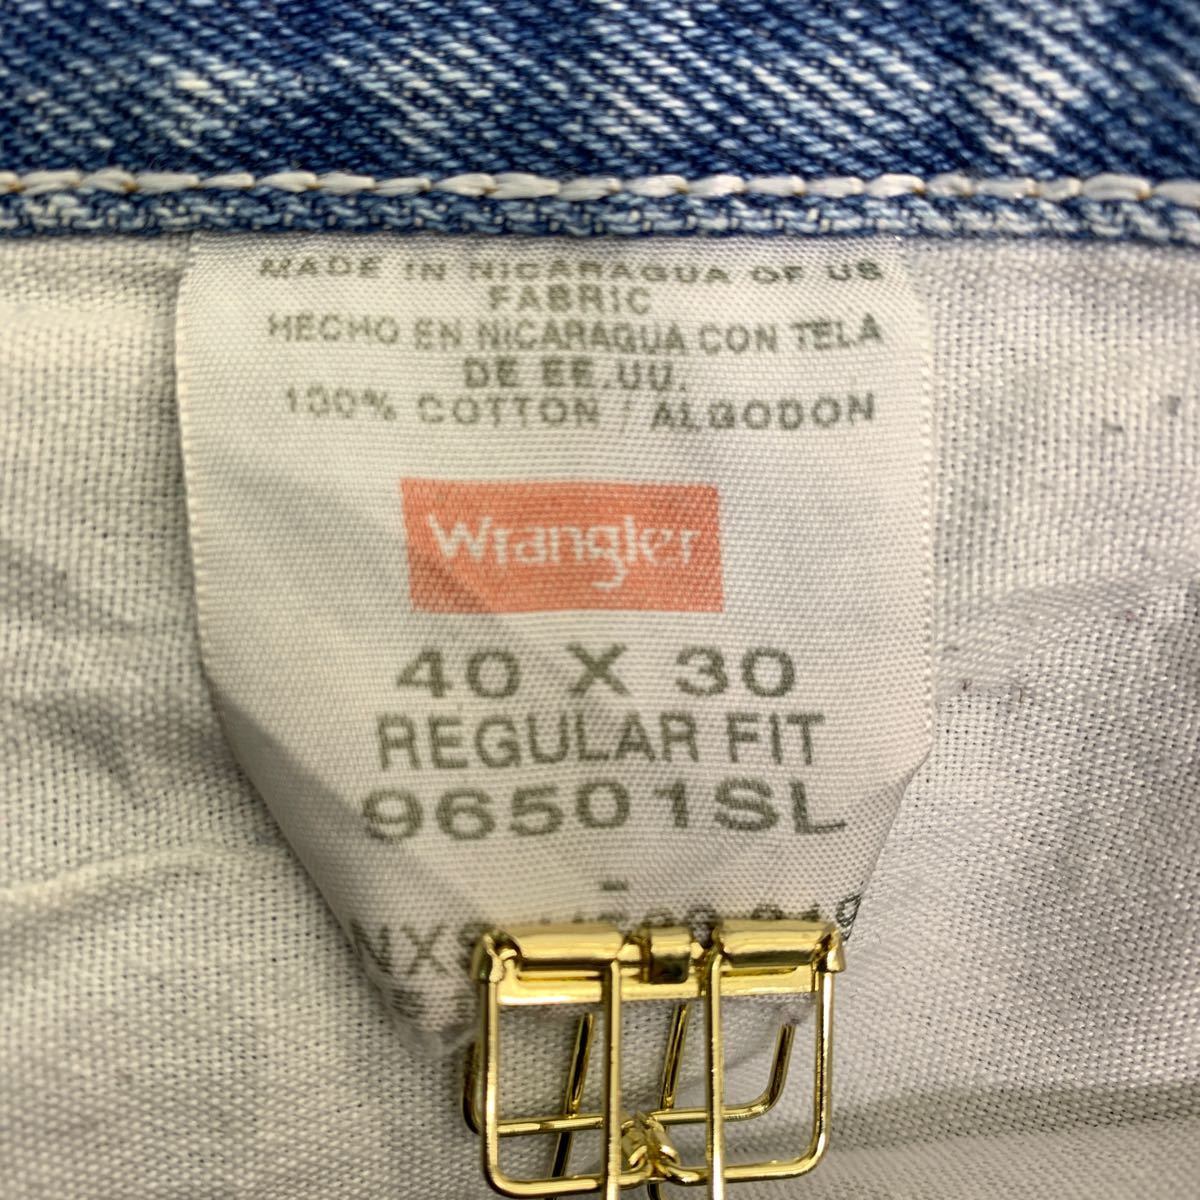 MADE IN NICARAGUA OF US
FABRIC
HECHO EN NICARAGUA CON TELA
DE EE.UU.
100% COTTON / ALGODON
Wrangler
40 X 30
REGULAR FIT
96501SL
-